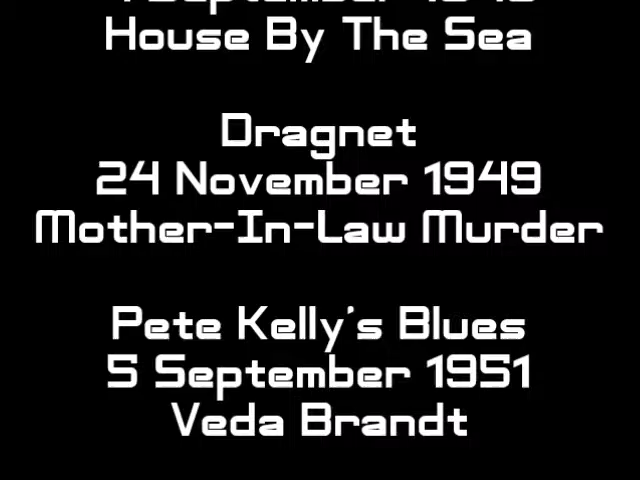 September
House By The Sea
Dragnet
24 November 1949
Mother-In-Law Murder
Pete Kelly's Blues
5 September 1951
Veda Brandt